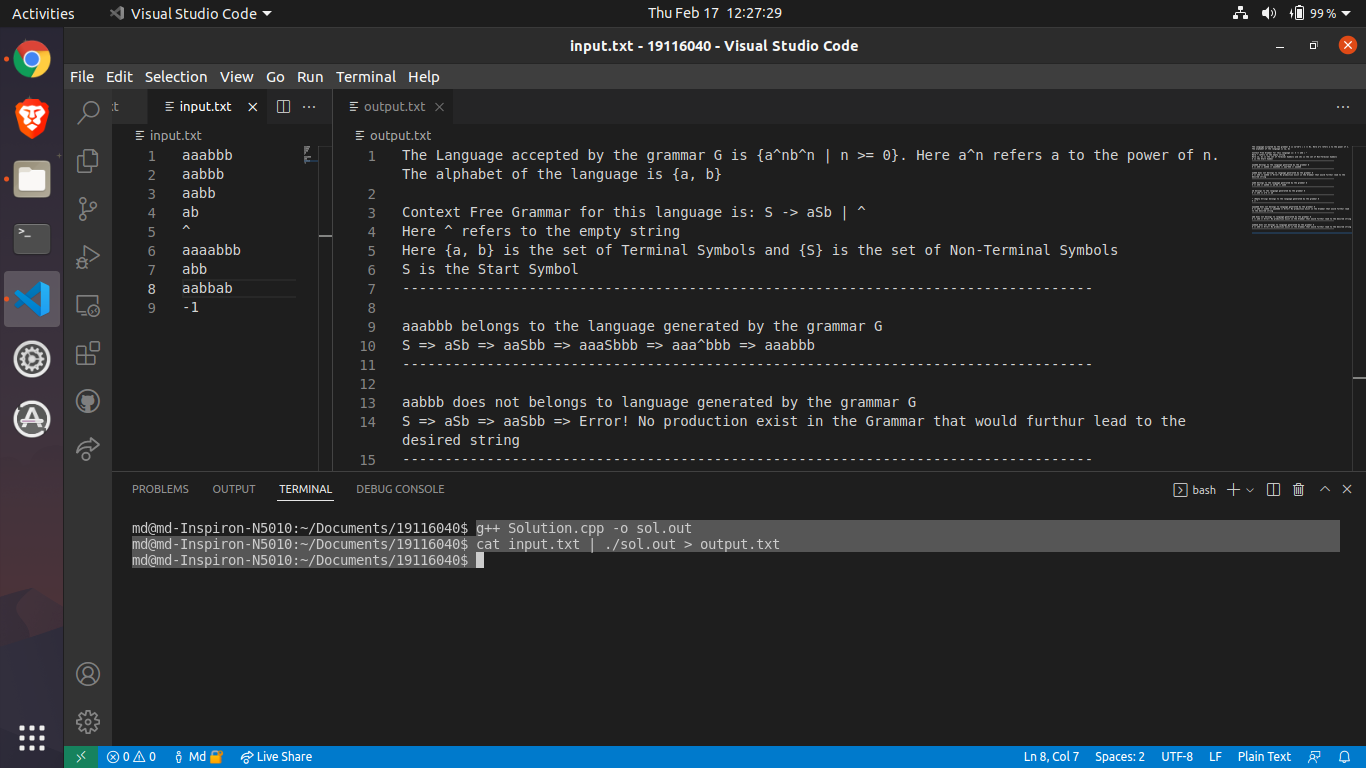 Activities
Visual Studio Code
Thu Feb 17 12:27:29
99 %
input.txt - 19116040 - Visual Studio Code
File Edit Selection View Go Run Terminal Help
input.txt
output.txt
input.txt
1 aaabbb
2 aabbb
3 aabb
4 ab
5 ^
6 aaaabbb
7 abb
8 aabbab
9 -1
output.txt
1 The Language accepted by the grammar G is {a^nb^n | n >= 0}. Here a^n refers a to the power of n.
The alphabet of the language is {a, b}
2
3 Context Free Grammar for this language is: S -> aSb | ^
4 Here ^ refers to the empty string
5 Here {a, b} is the set of Terminal Symbols and {S} is the set of Non-Terminal Symbols
6 S is the Start Symbol
7 ----------------------------------------------------------------------------------
8
9 aaabbb belongs to the language generated by the grammar G
10 S => aSb => aaSbb => aaaSbbb => aaa^bbb => aaabbb
11 ----------------------------------------------------------------------------------
12
13 aabbb does not belongs to language generated by the grammar G
14 S => aSb => aaSbb => Error! No production exist in the Grammar that would furthur lead to the
desired string
15 ----------------------------------------------------------------------------------
PROBLEMS OUTPUT TERMINAL DEBUG CONSOLE
bash
md@md-Inspiron-N5010:~/Documents/19116040$ g++ Solution.cpp -o sol.out
md@md-Inspiron-N5010:~/Documents/19116040$ cat input.txt | ./sol.out > output.txt
md@md-Inspiron-N5010:~/Documents/19116040$
0 0 Md Live Share
Ln 8, Col 7 Spaces: 2 UTF-8 LF Plain Text